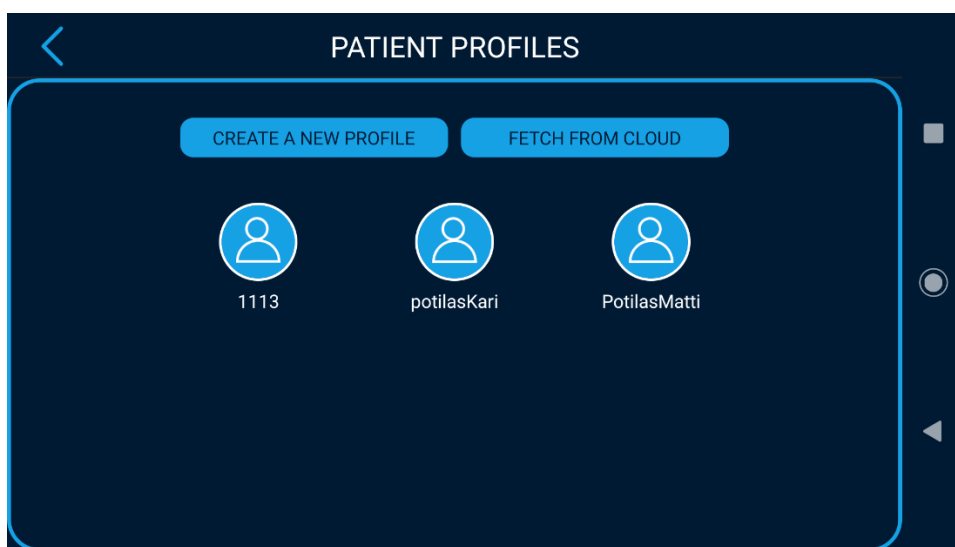 PATIENT PROFILES
CREATE A NEW PROFILE FETCH FROM CLOUD
1113 potilasKari PotilasMatti